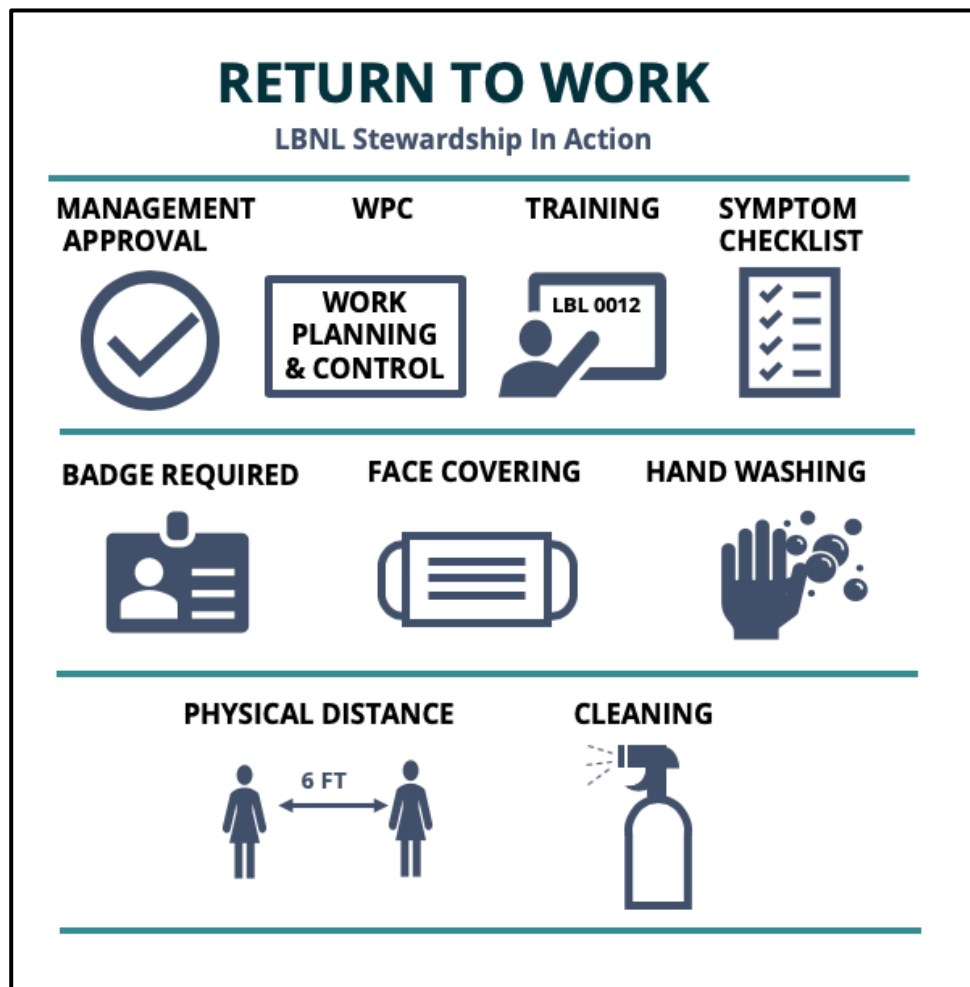 RETURN TO WORK
LBNL Stewardship In Action
MANAGEMENT
APPROVAL
WPC
WORK
PLANNING
& CONTROL
TRAINING
LBL 0012
SYMPTOM
CHECKLIST
BADGE REQUIRED
FACE COVERING
HAND WASHING
PHYSICAL DISTANCE
6 FT
CLEANING